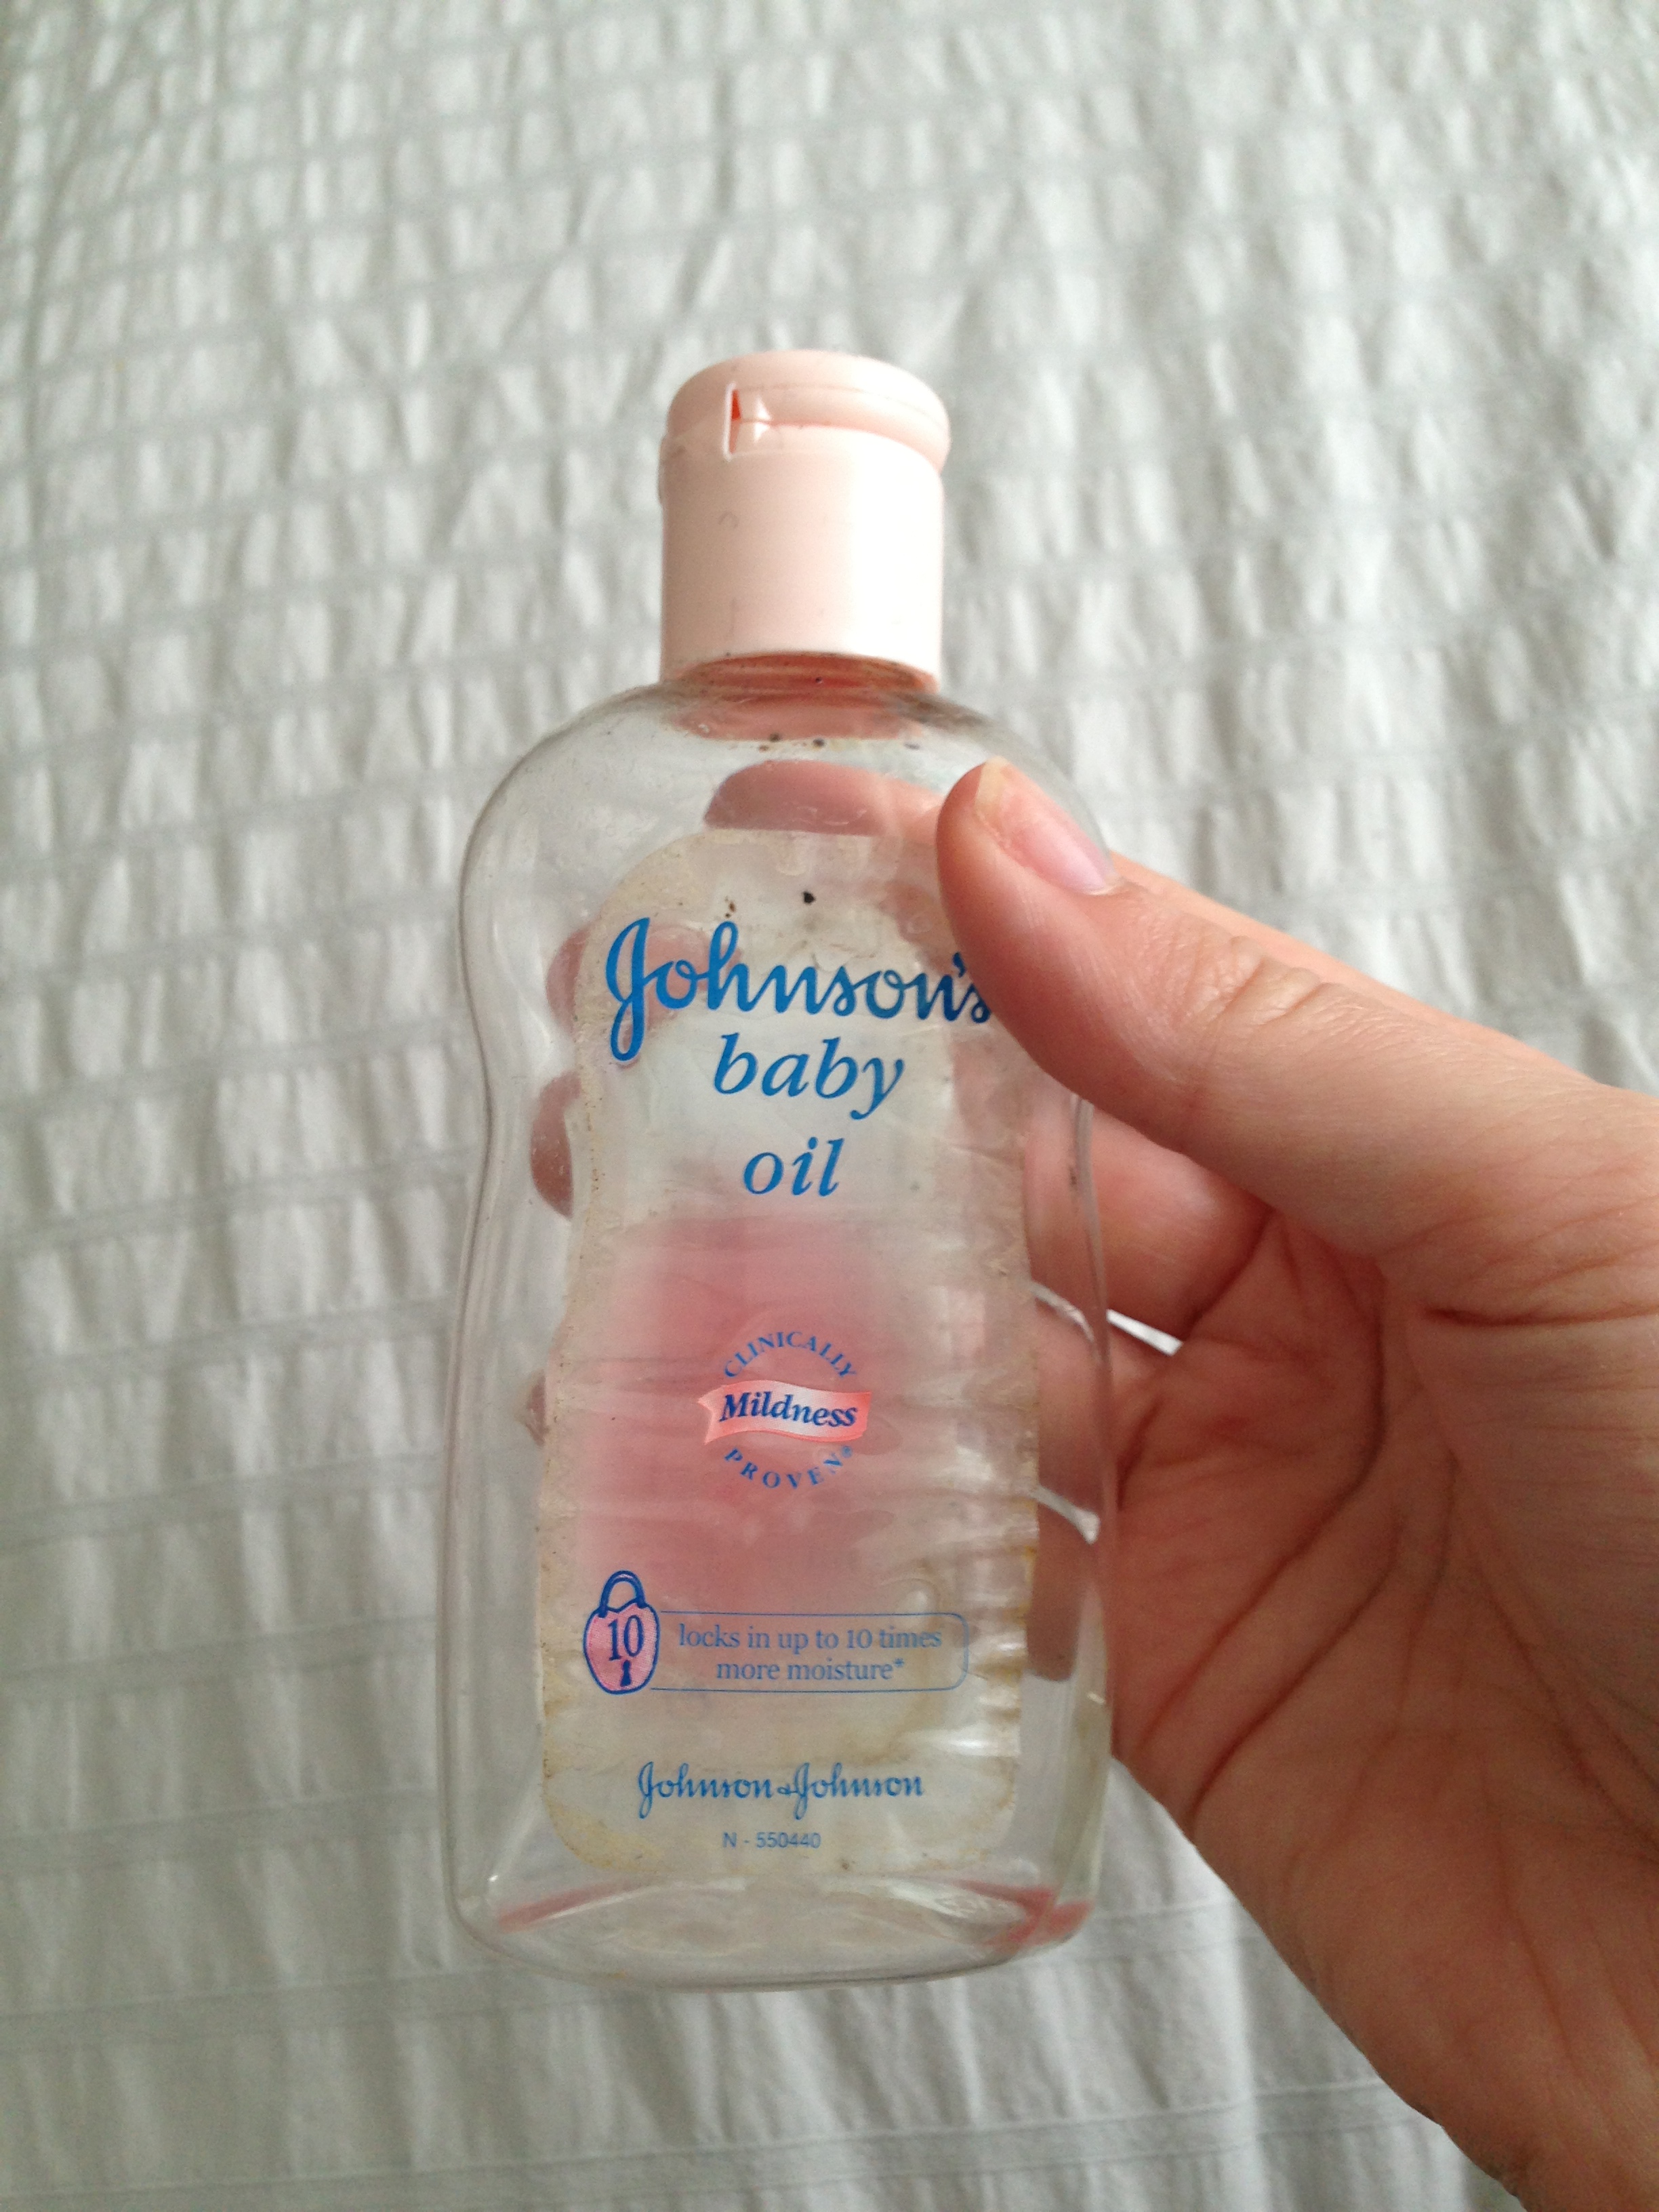 Johnson's
baby
oil
CLINICALLY
Mildness
PROVEN®
10
locks in up to 10 times
more moisture*
Johnson & Johnson
N - 550440